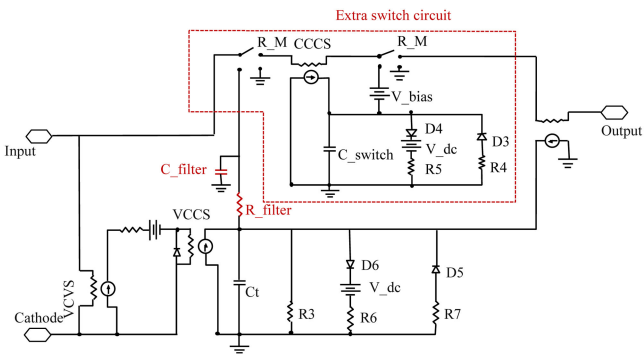 Extra switch circuit
R_M CCCS R_M
V_bias
D4 D3
V_dc
C_switch R5 R4
Input
Output
C_filter
R_filter
VCCS
VCVS
Ct R3 D6 D5
V_dc
R6 R7
Cathode